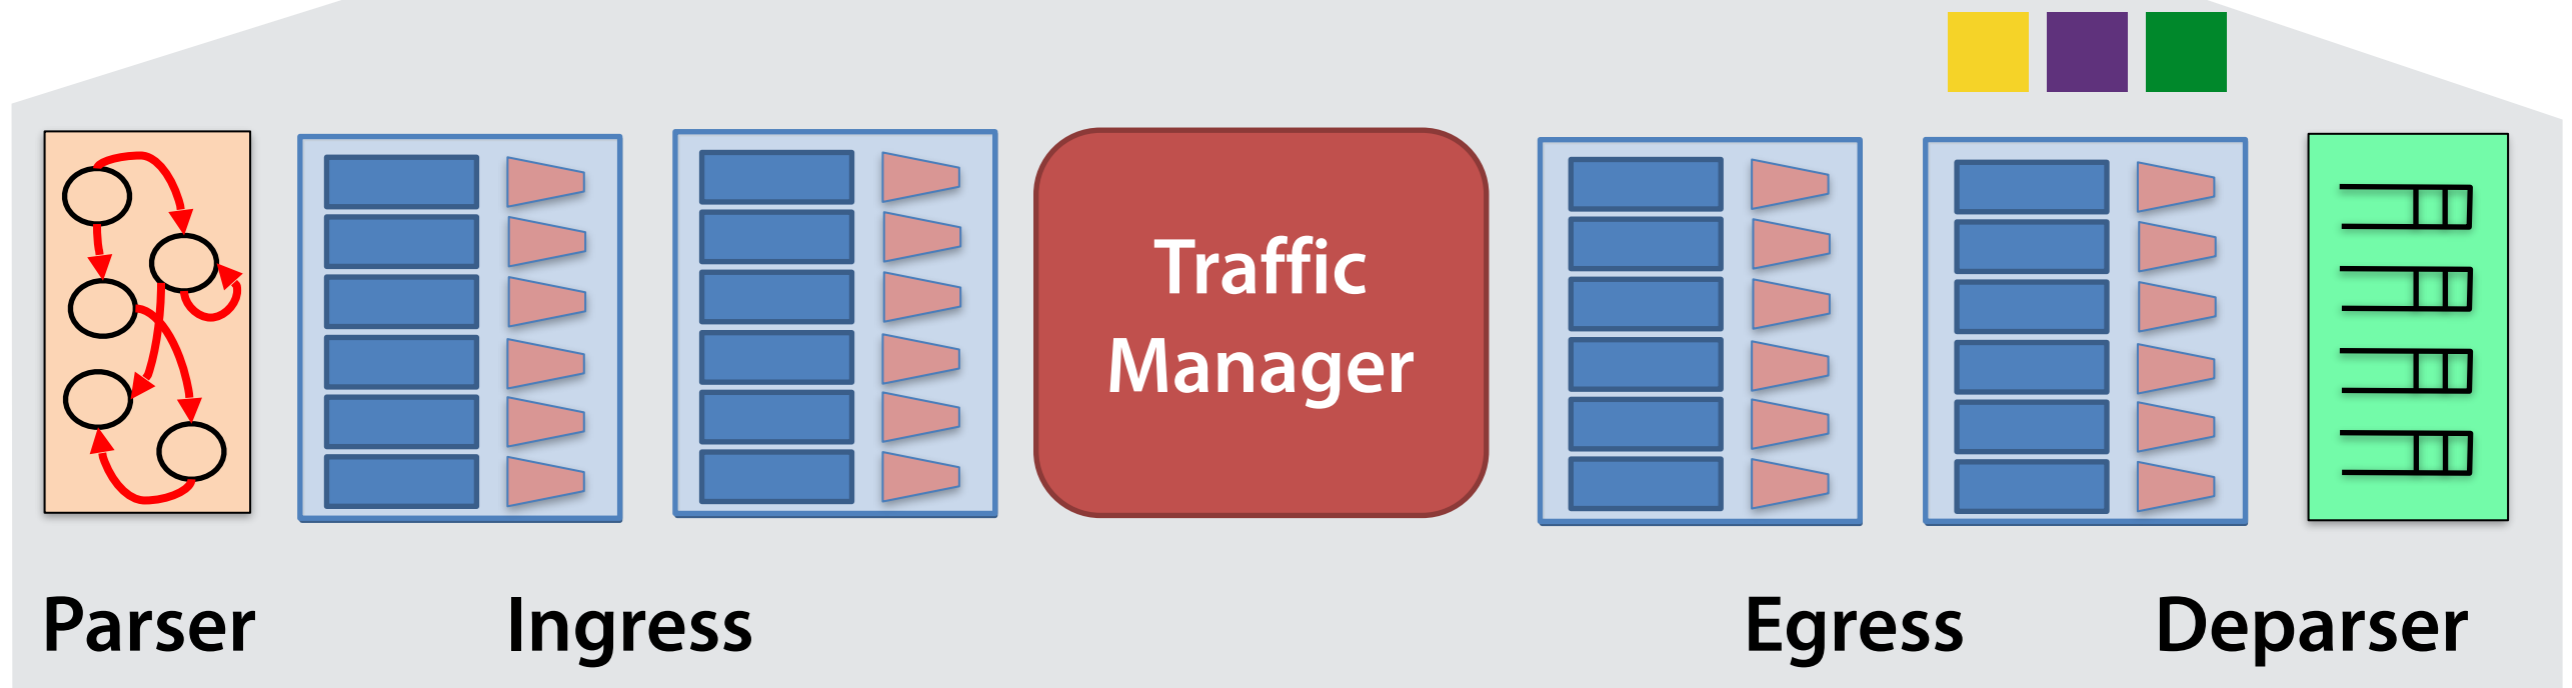 Traffic
Manager
Parser
Ingress
Egress
Deparser